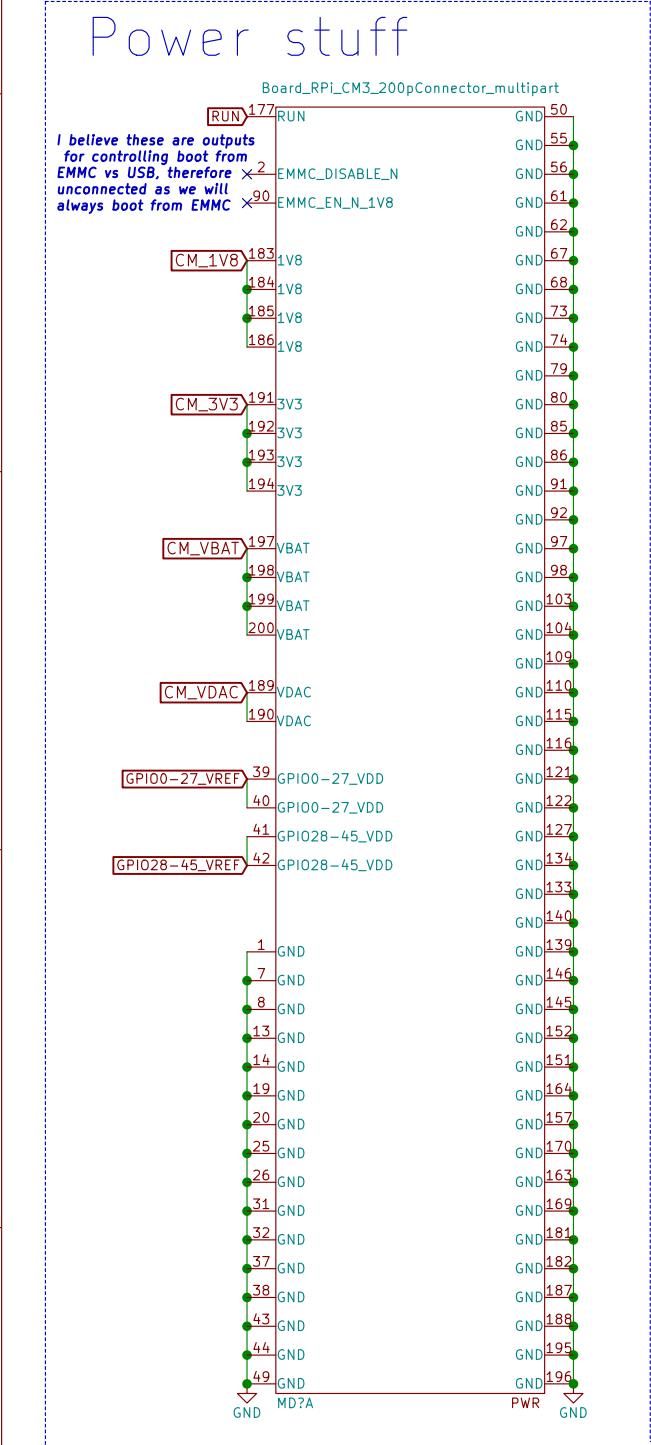 Power stuff
Board_RPi_CM3_200pConnector_multipart
RUN 177 RUN GND 50
GND 55
I believe these are outputs
for controlling boot from
EMMC vs USB, therefore
unconnected as we will
always boot from EMMC
2 EMMC_DISABLE_N GND 56
90 EMMC_EN_N_1V8 GND 61
GND 62
CM_1V8 183 1V8 GND 67
184 1V8 GND 68
185 1V8 GND 73
186 1V8 GND 74
GND 79
CM_3V3 191 3V3 GND 80
192 3V3 GND 85
193 3V3 GND 86
194 3V3 GND 91
GND 92
CM_VBAT 197 VBAT GND 97
198 VBAT GND 98
199 VBAT GND 103
200 VBAT GND 104
GND 109
CM_VDAC 189 VDAC GND 110
190 VDAC GND 115
GND 116
GPIO0-27_VREF 39 GPIO0-27_VDD GND 121
40 GPIO0-27_VDD GND 122
41 GPIO28-45_VDD GND 127
GPIO28-45_VREF 42 GPIO28-45_VDD GND 134
GND 133
GND 140
1 GND GND 139
7 GND GND 146
8 GND GND 145
13 GND GND 152
14 GND GND 151
19 GND GND 164
20 GND GND 157
25 GND GND 170
26 GND GND 163
31 GND GND 169
32 GND GND 181
37 GND GND 182
38 GND GND 187
43 GND GND 188
44 GND GND 195
49 GND GND 196
MD?A PWR
GND GND